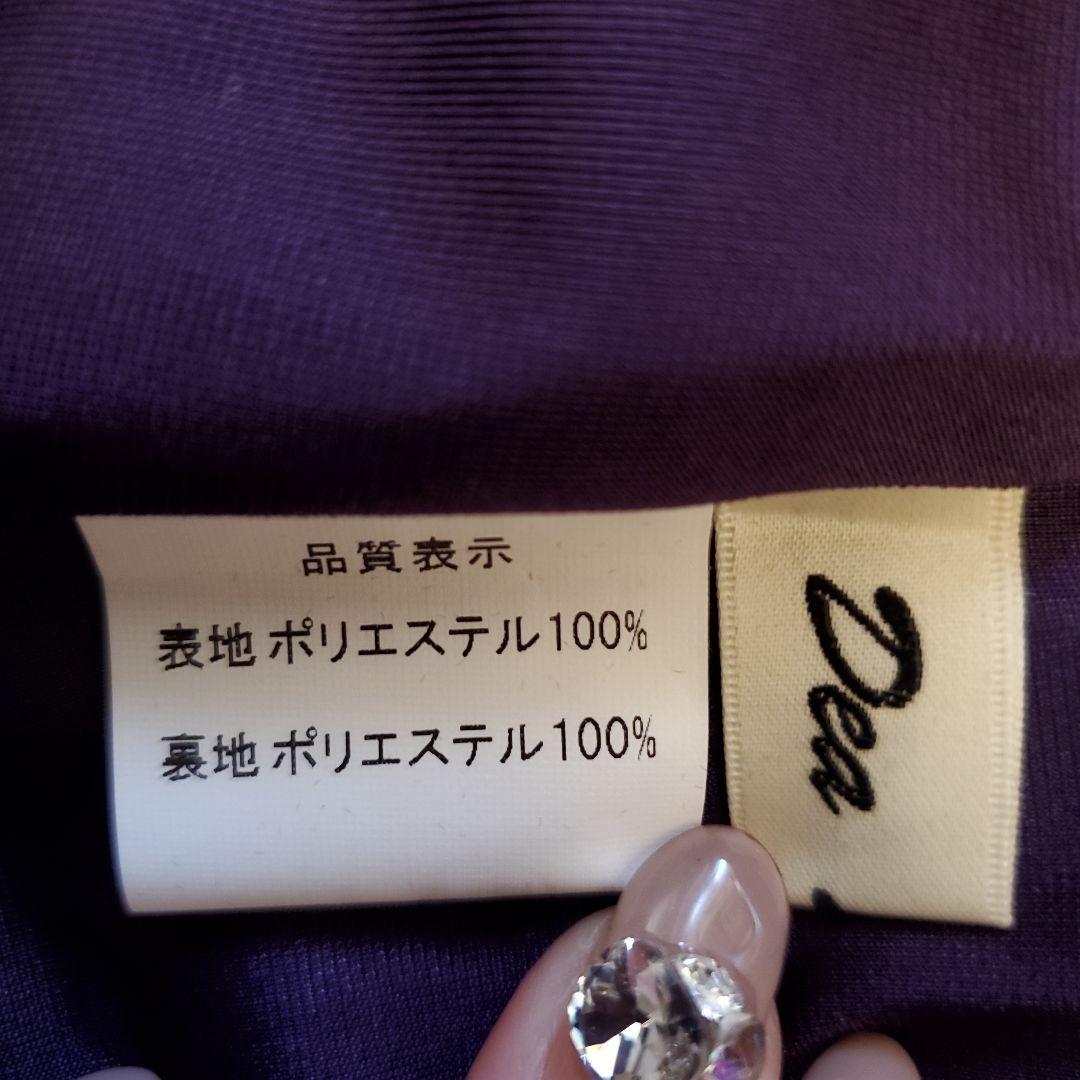 品質表示
表地 ポリエステル100%
裏地 ポリエステル100%
Dea